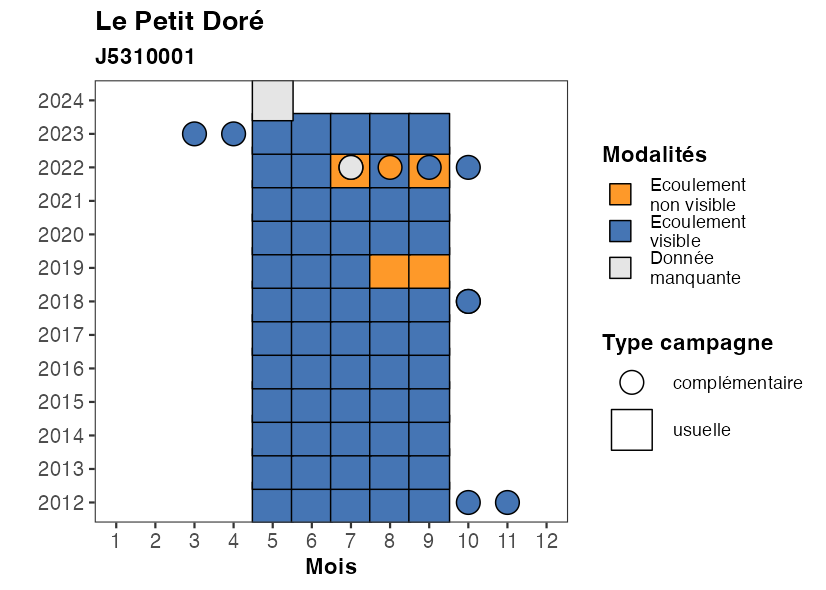 Le Petit Doré
J5310001
2024
2023
2022
2021
2020
2019
2018
2017
2016
2015
2014
2013
2012
1 2 3 4 5 6 7 8 9 10 11 12
Mois
Modalités
Ecoulement
non visible
Ecoulement
visible
Donnée
manquante
Type campagne
complémentaire
usuelle